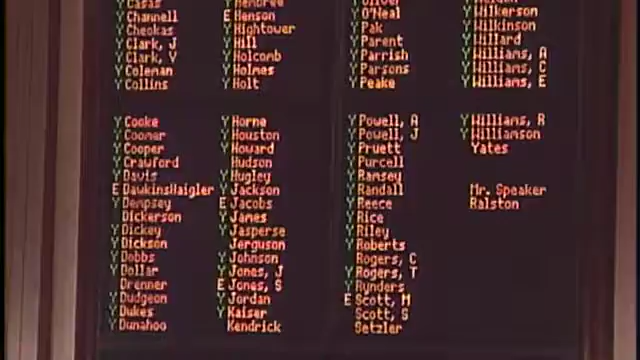 Y Casas
Y Channell
Y Cheokas
Y Clark, J
Y Clark, V
Y Coleman
Y Collins
Y Cooke
Y Coomer
Y Cooper
Y Crawford
Y Davis
E DawkinsHaigler
Y Dempsey
Dickerson
Y Dickey
Y Dickson
Y Dobbs
Y Dollar
Drenner
Y Dudgeon
Y Dukes
Y Dunahoo
Y Hembree
E Henson
Y Hightower
Y Hill
Y Holcomb
Y Holmes
Y Holt
Y Horne
Y Houston
Y Howard
Hudson
Y Hugley
Y Jackson
E Jacobs
Y James
Y Jasperse
Jerguson
Y Johnson
Y Jones, J
E Jones, S
Y Jordan
Y Kaiser
Kendrick
Y Oliver
Y O'Neal
Y Pak
Y Parent
Y Parrish
Y Parsons
Y Peake
Y Powell, A
Y Powell, J
Y Pruett
Y Purcell
Y Ramsey
Y Randall
Y Reece
Y Rice
Y Riley
Y Roberts
Rogers, C
Y Rogers, T
Y Rynders
E Scott, M
Scott, S
Setzler
Y Wilkerson
Y Wilkinson
Y Willard
Y Williams, A
Y Williams, C
Y Williams, E
Y Williams, R
Y Williamson
Yates
Mr. Speaker
Ralston